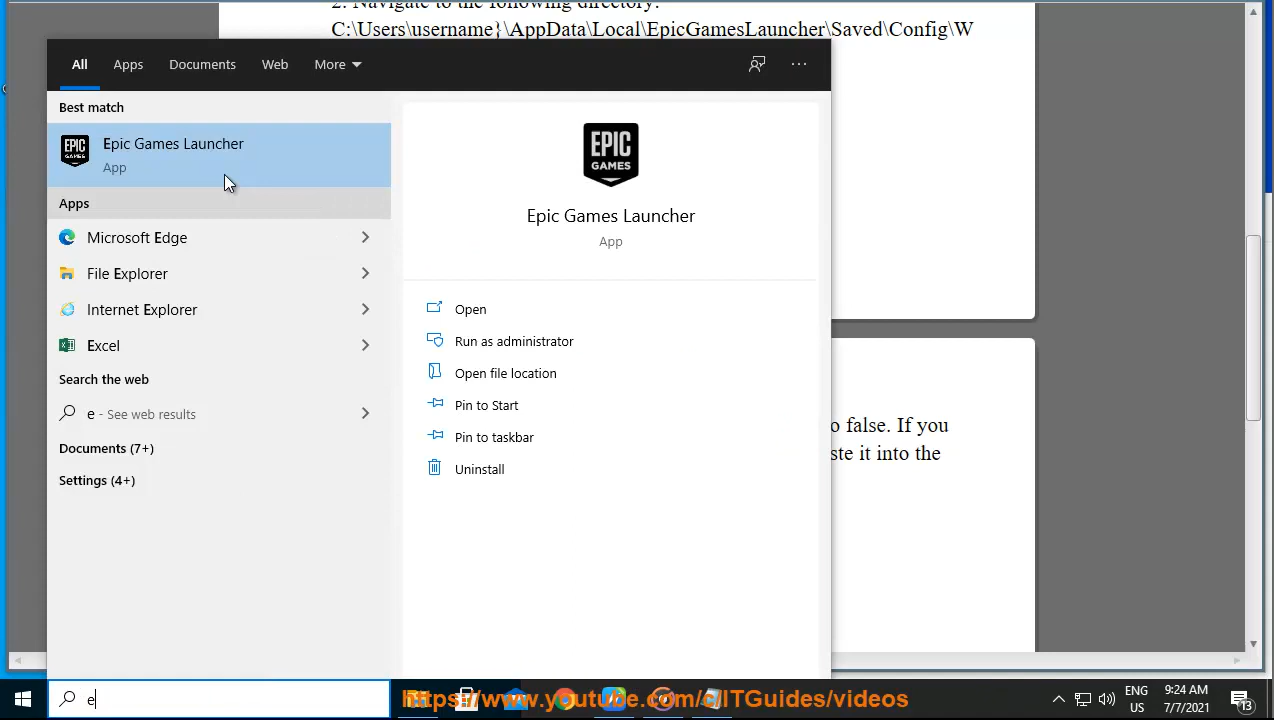 2. Navigate to the following directory:
C:\Users\username}\AppData\Local\EpicGamesLauncher\Saved\Config\W
All
Apps
Documents
Web
More
Best match
Epic Games Launcher
App
Apps
Microsoft Edge
File Explorer
Internet Explorer
Excel
Search the web
e - See web results
Documents (7+)
Settings (4+)
EPIC
GAMES
Epic Games Launcher
App
Open
Run as administrator
Open file location
Pin to Start
Pin to taskbar
Uninstall
o false. If you
ste it into the
e
https://www.youtube.com/c/ITGuides/videos
ENG
US
9:24 AM
7/7/2021
13